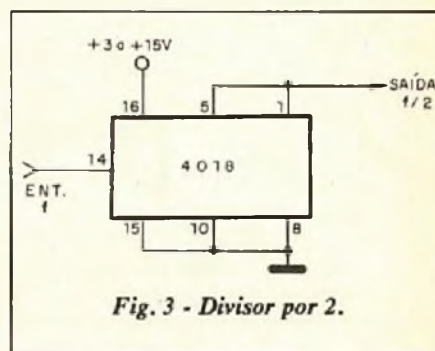 +3 a +15V
16
5
1
SAÍDA
f/2
14
4018
ENT.
f
15
10
8
Fig. 3 - Divisor por 2.